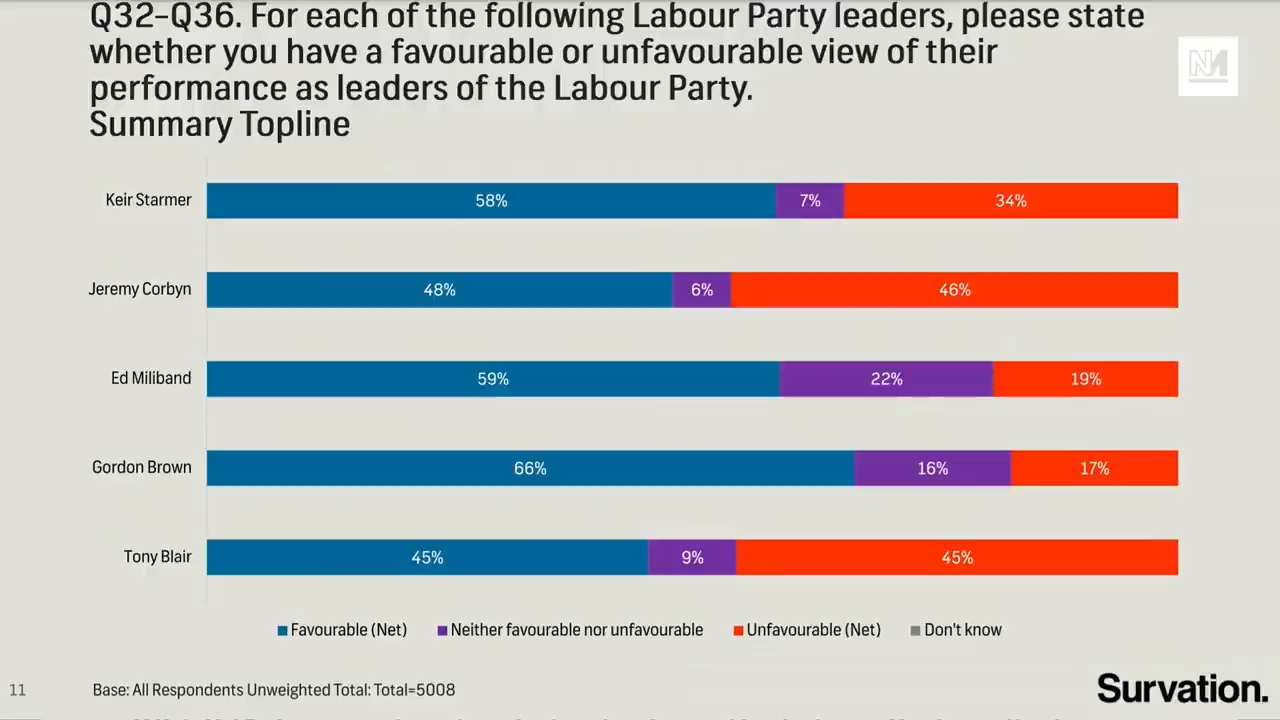 Q32-Q36. For each of the following Labour Party leaders, please state
whether you have a favourable or unfavourable view of their
performance as leaders of the Labour Party.
Summary Topline
NM
Keir Starmer 58% 7% 34%
Jeremy Corbyn 48% 6% 46%
Ed Miliband 59% 22% 19%
Gordon Brown 66% 16% 17%
Tony Blair 45% 9% 45%
Favourable (Net) Neither favourable nor unfavourable Unfavourable (Net) Don't know
11 Base: All Respondents Unweighted Total: Total=5008
Survation.